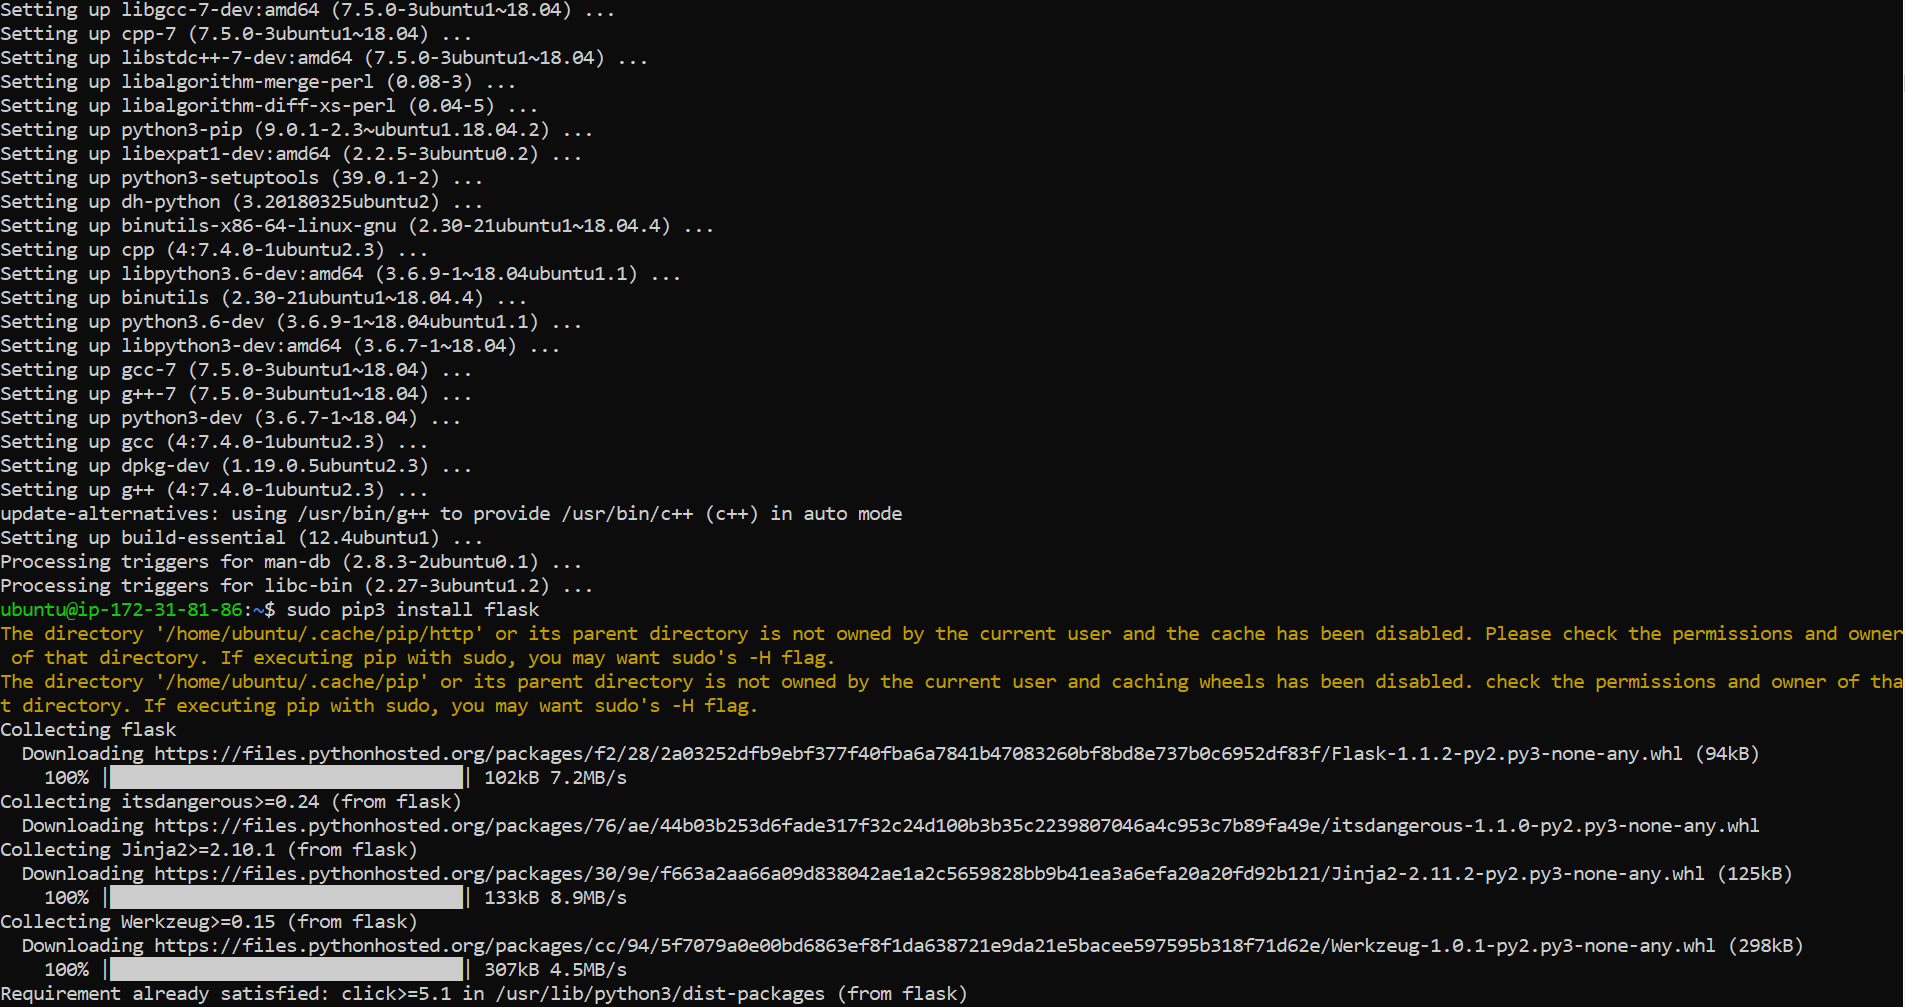 Setting up libgcc-7-dev:amd64 (7.5.0-3ubuntu1~18.04) ...
Setting up cpp-7 (7.5.0-3ubuntu1~18.04) ...
Setting up libstdc++-7-dev:amd64 (7.5.0-3ubuntu1~18.04) ...
Setting up libalgorithm-merge-perl (0.08-3) ...
Setting up libalgorithm-diff-xs-perl (0.04-5) ...
Setting up python3-pip (9.0.1-2.3~ubuntu1.18.04.2) ...
Setting up libexpat1-dev:amd64 (2.2.5-3ubuntu0.2) ...
Setting up python3-setuptools (39.0.1-2) ...
Setting up dh-python (3.20180325ubuntu2) ...
Setting up binutils-x86-64-linux-gnu (2.30-21ubuntu1~18.04.4) ...
Setting up cpp (4:7.4.0-1ubuntu2.3) ...
Setting up libpython3.6-dev:amd64 (3.6.9-1~18.04ubuntu1.1) ...
Setting up binutils (2.30-21ubuntu1~18.04.4) ...
Setting up python3.6-dev (3.6.9-1~18.04ubuntu1.1) ...
Setting up libpython3-dev:amd64 (3.6.7-1~18.04) ...
Setting up gcc-7 (7.5.0-3ubuntu1~18.04) ...
Setting up g++-7 (7.5.0-3ubuntu1~18.04) ...
Setting up python3-dev (3.6.7-1~18.04) ...
Setting up gcc (4:7.4.0-1ubuntu2.3) ...
Setting up dpkg-dev (1.19.0.5ubuntu2.3) ...
Setting up g++ (4:7.4.0-1ubuntu2.3) ...
update-alternatives: using /usr/bin/g++ to provide /usr/bin/c++ (c++) in auto mode
Setting up build-essential (12.4ubuntu1) ...
Processing triggers for man-db (2.8.3-2ubuntu0.1) ...
Processing triggers for libc-bin (2.27-3ubuntu1.2) ...
ubuntu@ip-172-31-81-86:~$ sudo pip3 install flask
The directory '/home/ubuntu/.cache/pip/http' or its parent directory is not owned by the current user and the cache has been disabled. Please check the permissions and owner
 of that directory. If executing pip with sudo, you may want sudo's -H flag.
The directory '/home/ubuntu/.cache/pip' or its parent directory is not owned by the current user and caching wheels has been disabled. check the permissions and owner of tha
t directory. If executing pip with sudo, you may want sudo's -H flag.
Collecting flask
  Downloading https://files.pythonhosted.org/packages/f2/28/2a03252dfb9ebf377f40fba6a7841b47083260bf8bd8e737b0c6952df83f/Flask-1.1.2-py2.py3-none-any.whl (94kB)
    100% |████████████████████████████████| 102kB 7.2MB/s
Collecting itsdangerous>=0.24 (from flask)
  Downloading https://files.pythonhosted.org/packages/76/ae/44b03b253d6fade317f32c24d100b3b35c2239807046a4c953c7b89fa49e/itsdangerous-1.1.0-py2.py3-none-any.whl
Collecting Jinja2>=2.10.1 (from flask)
  Downloading https://files.pythonhosted.org/packages/30/9e/f663a2aa66a09d838042ae1a2c5659828bb9b41ea3a6efa20a20fd92b121/Jinja2-2.11.2-py2.py3-none-any.whl (125kB)
    100% |████████████████████████████████| 133kB 8.9MB/s
Collecting Werkzeug>=0.15 (from flask)
  Downloading https://files.pythonhosted.org/packages/cc/94/5f7079a0e00bd6863ef8f1da638721e9da21e5bacee597595b318f71d62e/Werkzeug-1.0.1-py2.py3-none-any.whl (298kB)
    100% |████████████████████████████████| 307kB 4.5MB/s
Requirement already satisfied: click>=5.1 in /usr/lib/python3/dist-packages (from flask)